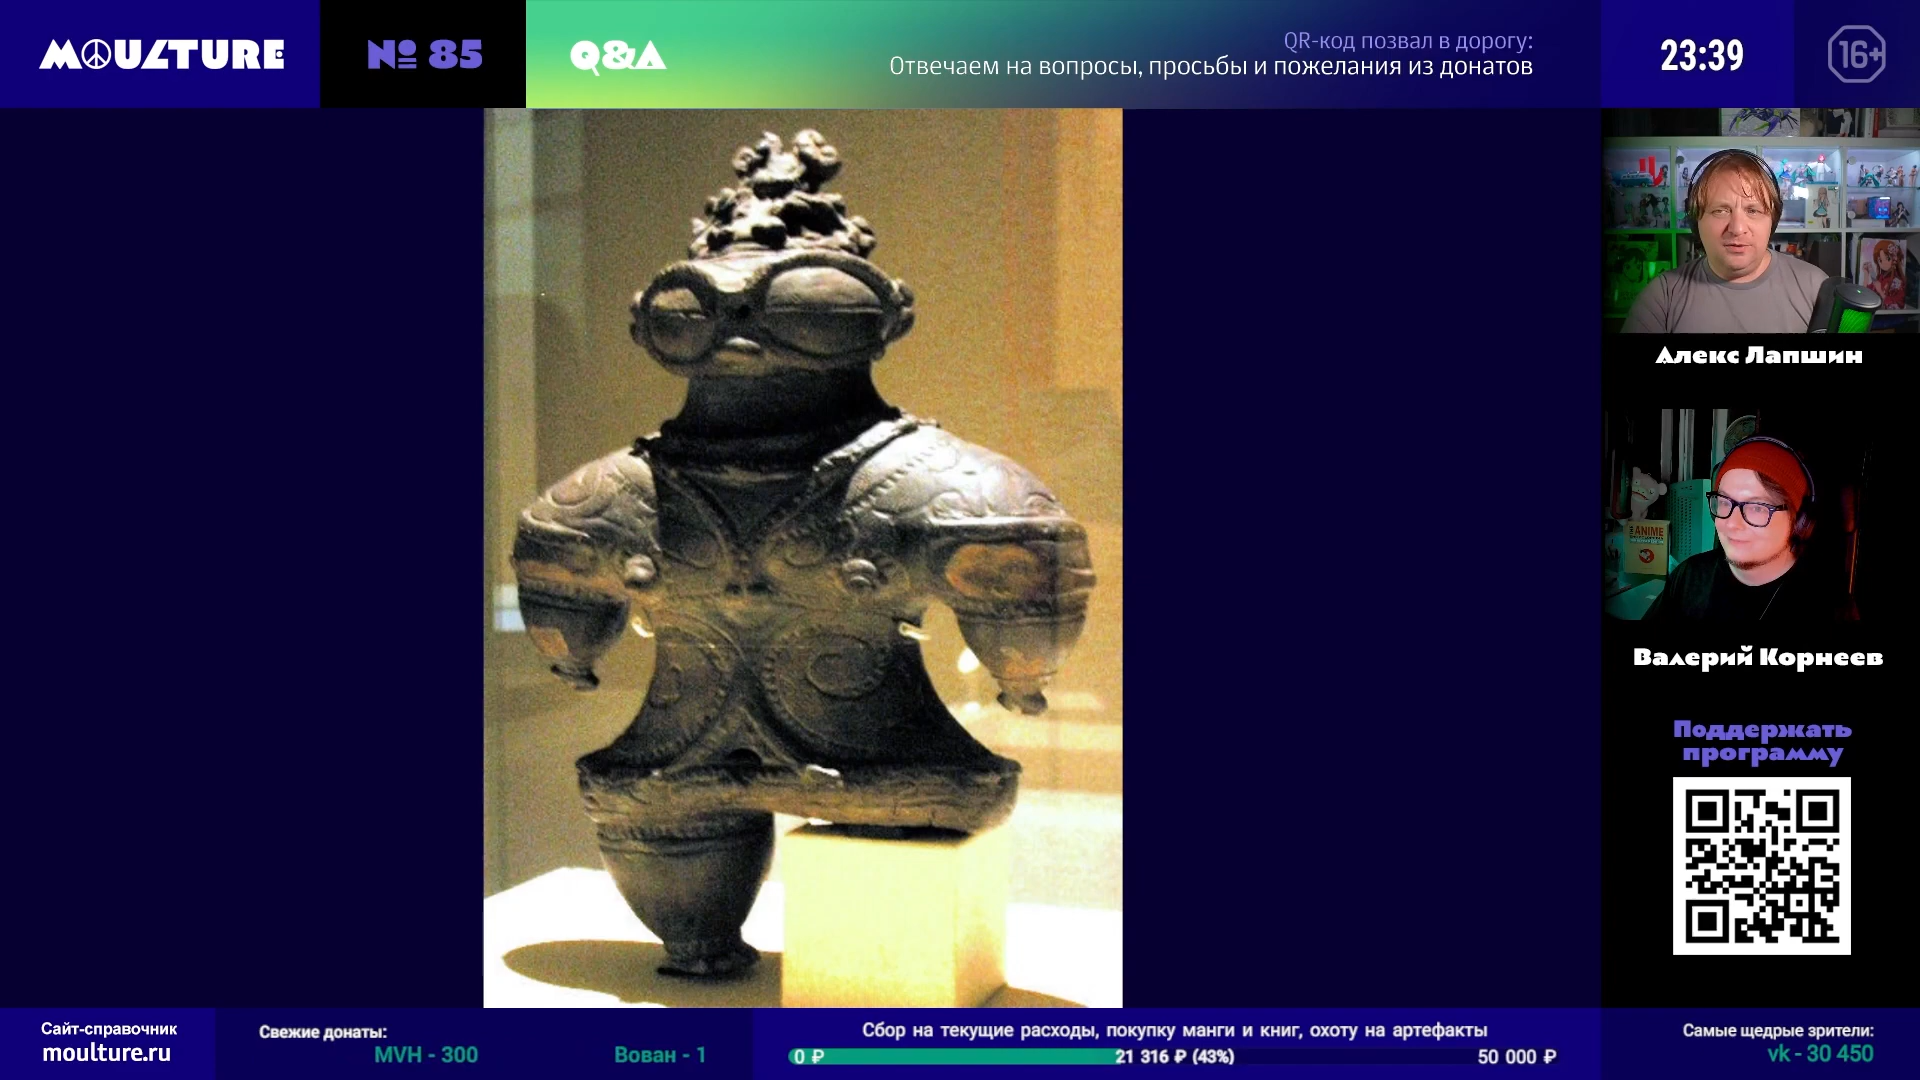 MOULTURE
№ 85
Q&A
QR-код позвал в дорогу:
Отвечаем на вопросы, просьбы и пожелания из донатов
23:39
16+
Алекс Лапшин
ANIME
Валерий Корнеев
Поддержать
программу
Сайт-справочник
moulture.ru
Свежие донаты:
MVH - 300
Вован - 1
Сбор на текущие расходы, покупку манги и книг, охоту на артефакты
0 ₽
21 316 ₽ (43%)
50 000 ₽
Самые щедрые зрители:
vk - 30 450